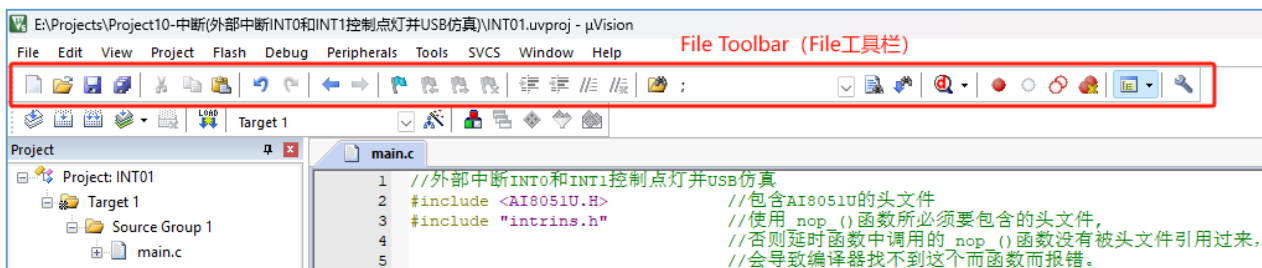 E:\Projects\Project10-中断(外部中断INT0和INT1控制点灯并USB仿真)\INT01.uvproj - µVision
File Edit View Project Flash Debug Peripherals Tools SVCS Window Help
File Toolbar（File工具栏）
;
LOAD Target 1
Project
main.c
Project: INT01
Target 1
Source Group 1
main.c
1 //外部中断INT0和INT1控制点灯并USB仿真
2 #include <AI8051U.H> //包含AI8051U的头文件
3 #include "intrins.h" //使用_nop_()函数所必须要包含的头文件,
4 //否则延时函数中调用的_nop_()函数没有被头文件引用过来,
5 //会导致编译器找不到这个而函数而报错。